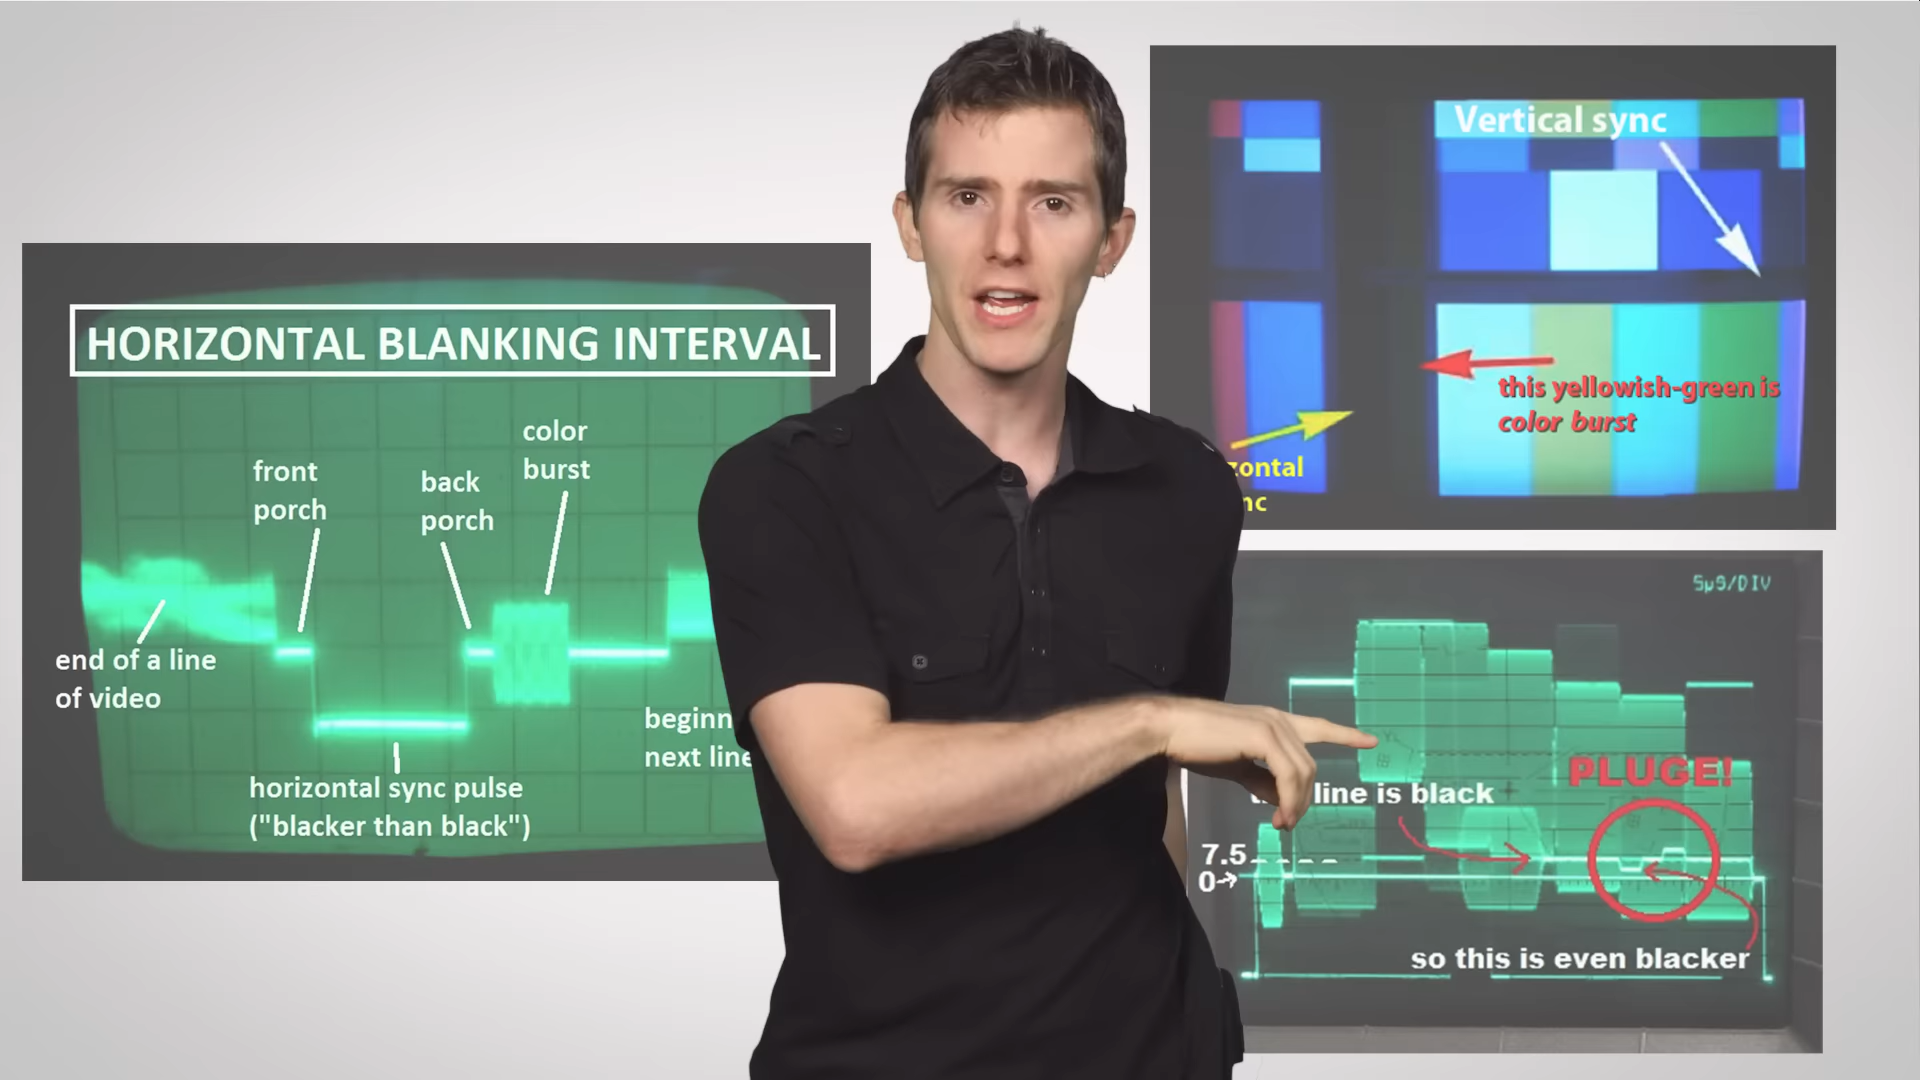 HORIZONTAL BLANKING INTERVAL
color
burst
front
porch
back
porch
end of a line
of video
horizontal sync pulse
("blacker than black")
next line
Vertical sync
this yellowish-green is
color burst
5µS/DIV
PLUGE!
line is black
7.5
0
so this is even blacker